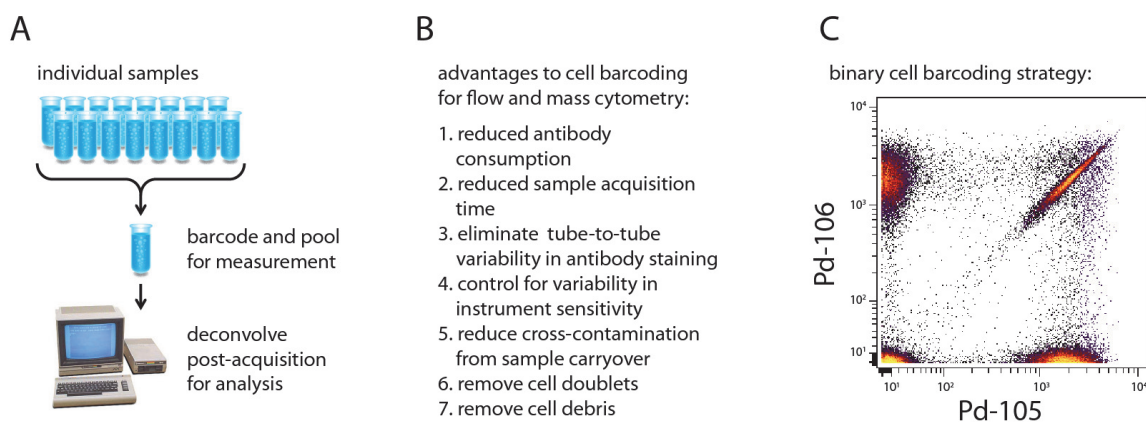 A
individual samples
barcode and pool
for measurement
deconvolve
post-acquisition
for analysis
B
advantages to cell barcoding
for flow and mass cytometry:
1. reduced antibody
consumption
2. reduced sample acquisition
time
3. eliminate tube-to-tube
variability in antibody staining
4. control for variability in
instrument sensitivity
5. reduce cross-contamination
from sample carryover
6. remove cell doublets
7. remove cell debris
C
binary cell barcoding strategy:
10⁴
10³
10²
10¹
Pd-106
10¹ 10² 10³ 10⁴
Pd-105